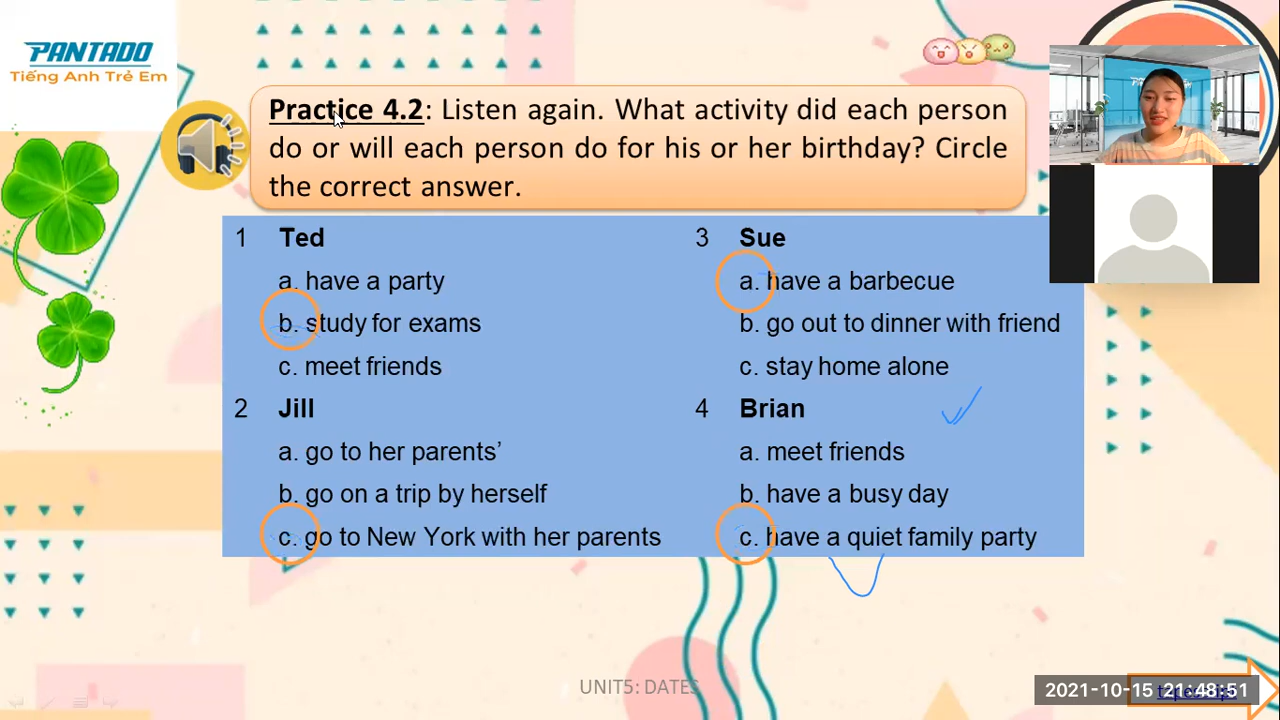 PANTADO
Tiếng Anh Trẻ Em
Practice 4.2: Listen again. What activity did each person
do or will each person do for his or her birthday? Circle
the correct answer.
1 Ted
a. have a party
b. study for exams
c. meet friends
2 Jill
a. go to her parents’
b. go on a trip by herself
c. go to New York with her parents
3 Sue
a. have a barbecue
b. go out to dinner with friend
c. stay home alone
4 Brian
a. meet friends
b. have a busy day
c. have a quiet family party
UNIT5: DATES
2021-10-15 21:48:51